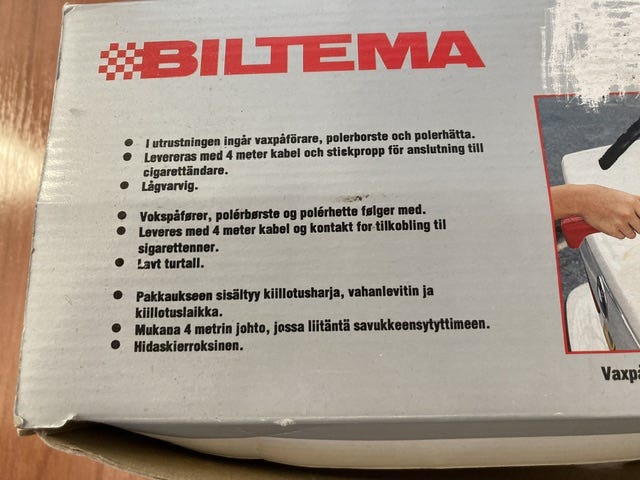 BILTEMA
● I utrustningen ingår vaxpåförare, polerborste och polerhätta.
● Levereras med 4 meter kabel och stickpropp för anslutning till
cigarettändare.
● Lågvarvig.
● Vokspåfører, polérbørste og polérhette følger med.
● Leveres med 4 meter kabel og kontakt for tilkobling til
sigarettenner.
● Lavt turtall.
● Pakkaukseen sisältyy kiillotusharja, vahanlevitin ja
kiillotuslaikka.
● Mukana 4 metrin johto, jossa liitäntä savukkeensytyttimeen.
● Hidaskierroksinen.